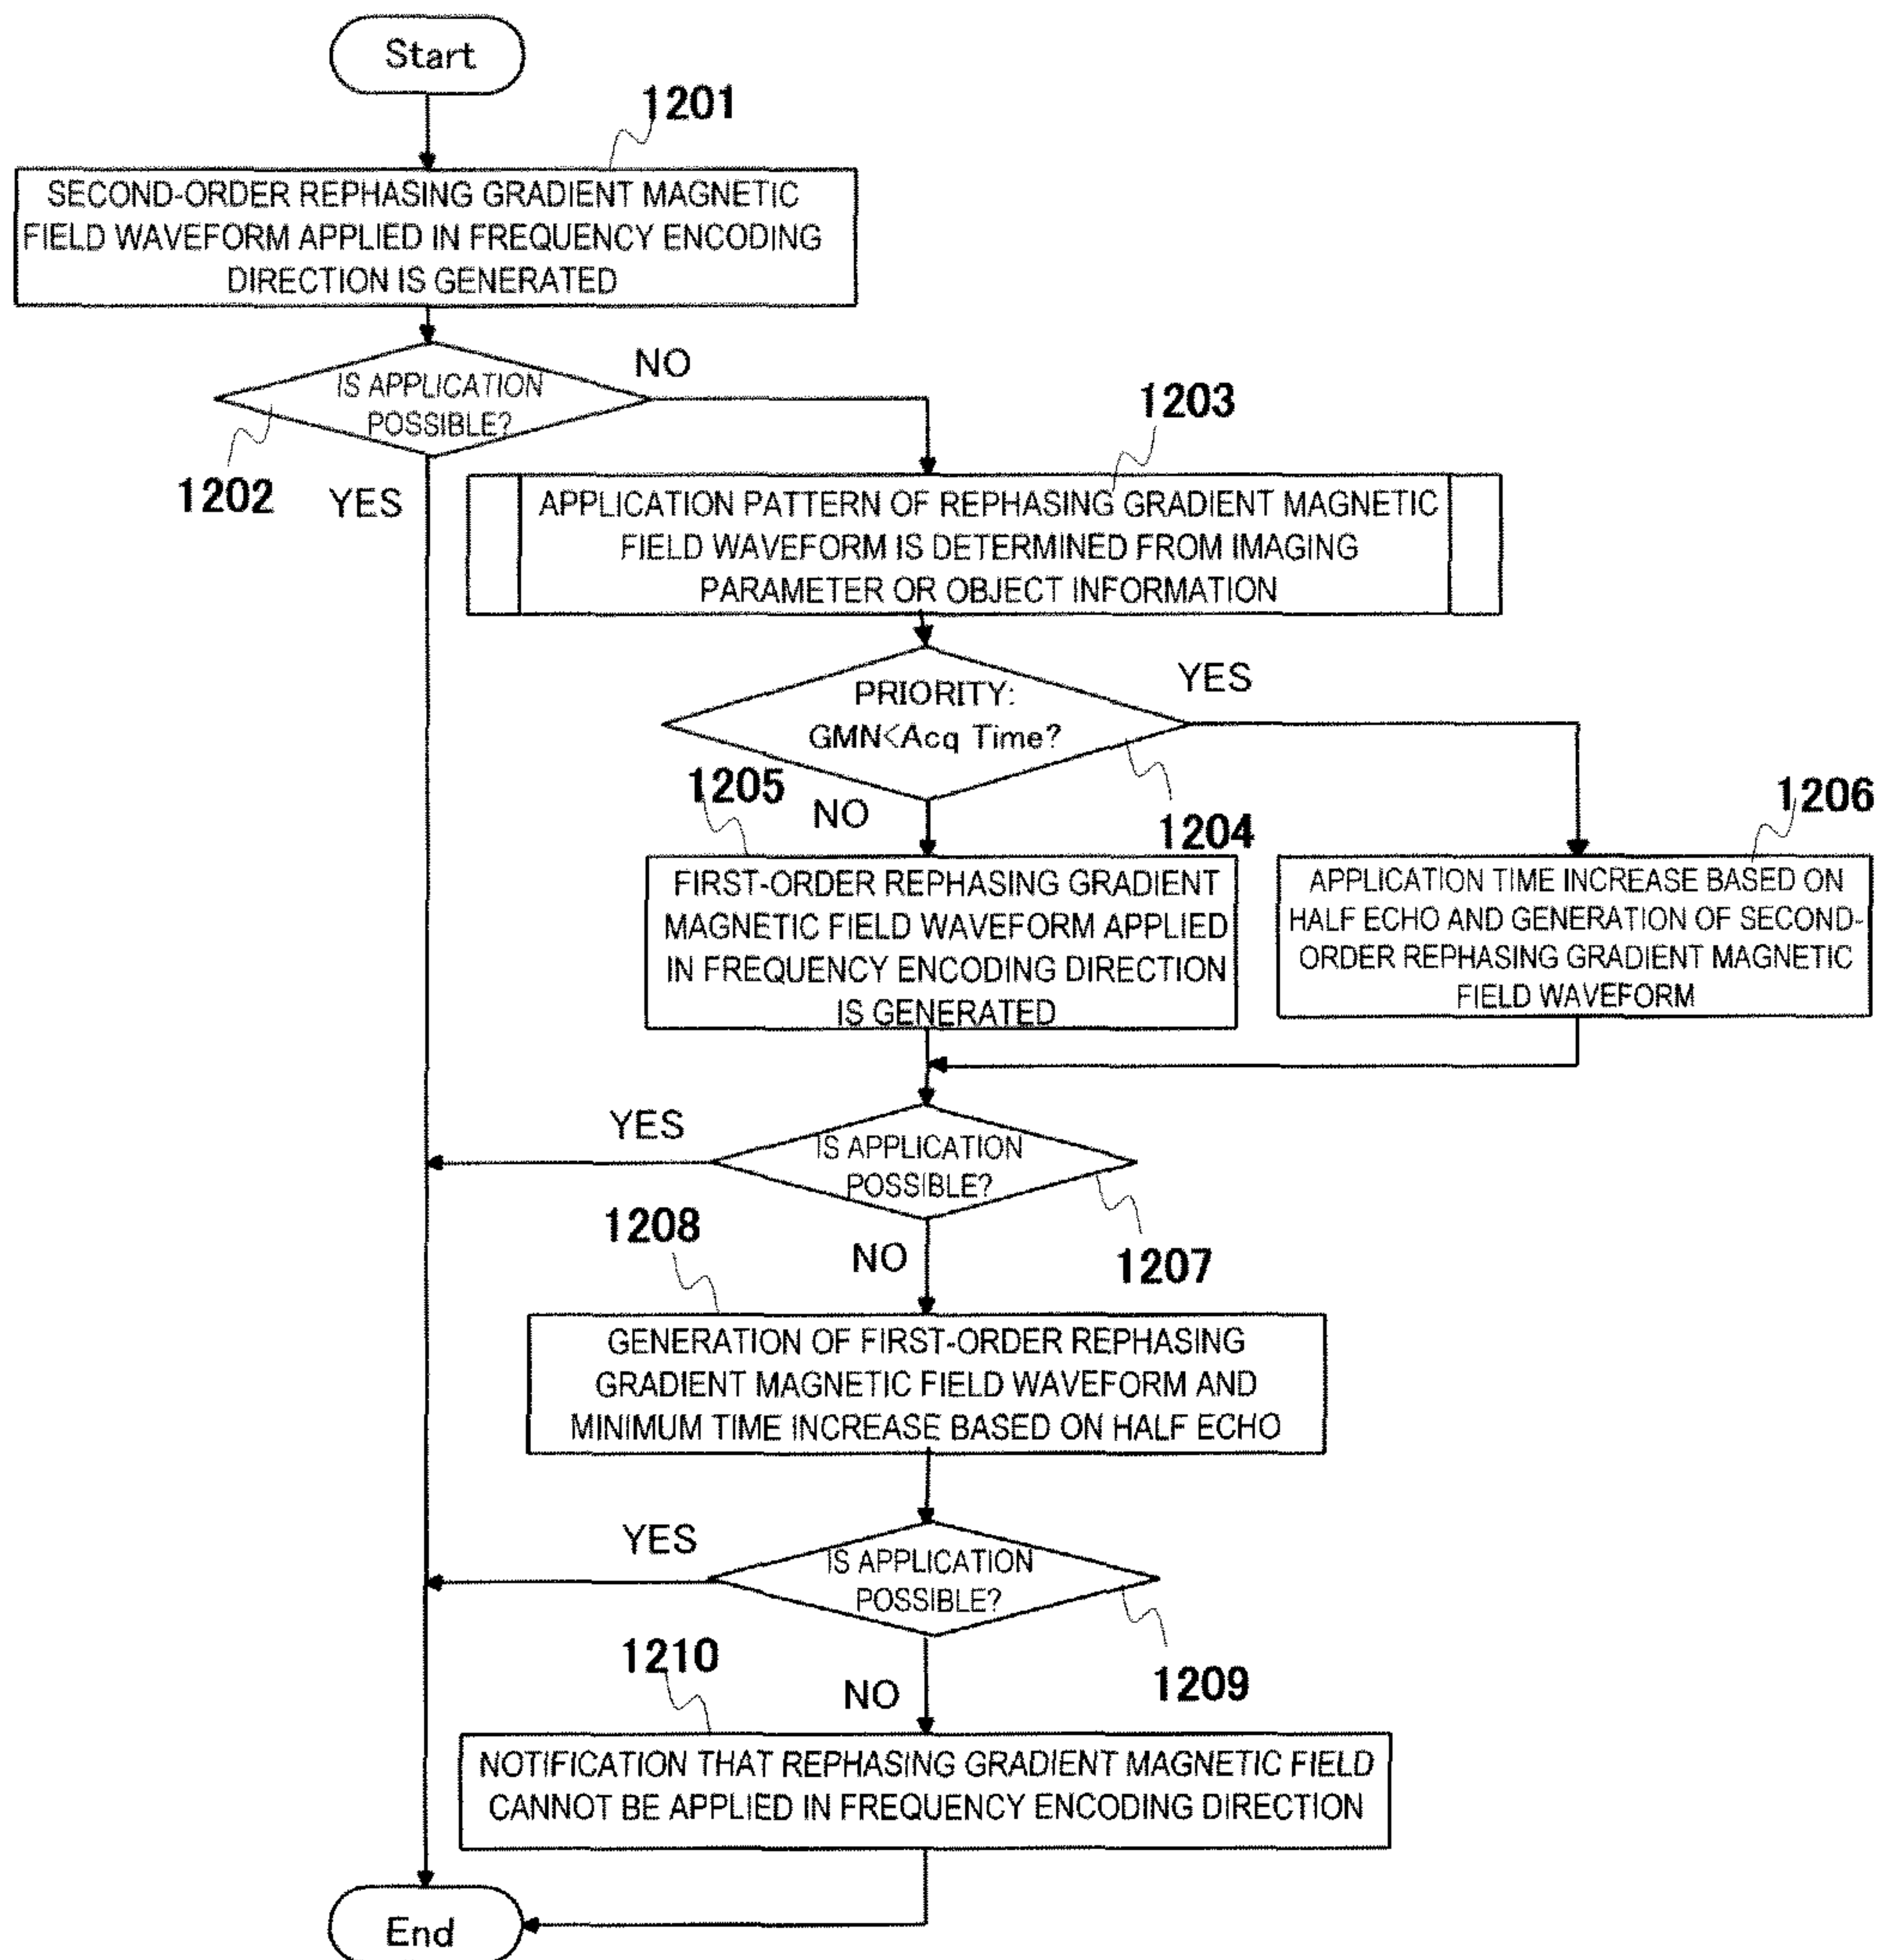 Start
1201
SECOND-ORDER REPHASING GRADIENT MAGNETIC
FIELD WAVEFORM APPLIED IN FREQUENCY ENCODING
DIRECTION IS GENERATED
NO
IS APPLICATION
POSSIBLE?
1202
YES
1203
APPLICATION PATTERN OF REPHASING GRADIENT MAGNETIC
FIELD WAVEFORM IS DETERMINED FROM IMAGING
PARAMETER OR OBJECT INFORMATION
YES
PRIORITY:
GMN<Acq Time?
1204
1205
NO
1206
FIRST-ORDER REPHASING GRADIENT
MAGNETIC FIELD WAVEFORM APPLIED
IN FREQUENCY ENCODING DIRECTION
IS GENERATED
APPLICATION TIME INCREASE BASED ON
HALF ECHO AND GENERATION OF SECOND-
ORDER REPHASING GRADIENT MAGNETIC
FIELD WAVEFORM
YES
IS APPLICATION
POSSIBLE?
1207
1208
NO
GENERATION OF FIRST-ORDER REPHASING
GRADIENT MAGNETIC FIELD WAVEFORM AND
MINIMUM TIME INCREASE BASED ON HALF ECHO
YES
IS APPLICATION
POSSIBLE?
1209
1210
NO
NOTIFICATION THAT REPHASING GRADIENT MAGNETIC FIELD
CANNOT BE APPLIED IN FREQUENCY ENCODING DIRECTION
End